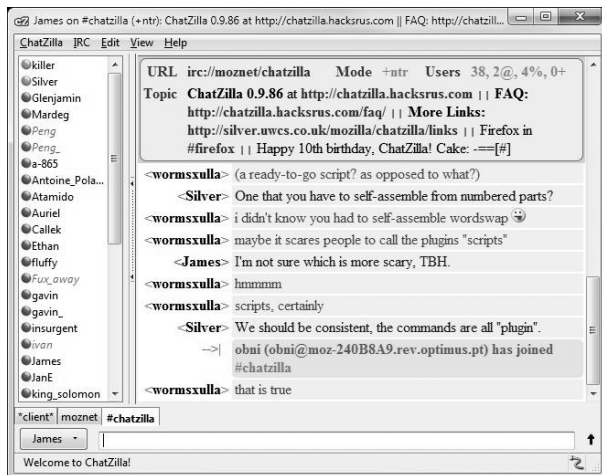 James on #chatzilla (+ntr): ChatZilla 0.9.86 at http://chatzilla.hacksrus.com || FAQ: http://chatzill...
ChatZilla IRC Edit View Help
killer
Silver
Glenjamin
Mardeg
Peng
Peng_
a-865
Antoine_Pola...
Atamido
Auriel
Callek
Ethan
fluffy
Fux_away
gavin
gavin_
insurgent
ivan
James
JanE
king_solomon
URL irc://moznet/chatzilla Mode +ntr Users 38, 2@, 4%, 0+
Topic ChatZilla 0.9.86 at http://chatzilla.hacksrus.com || FAQ:
http://chatzilla.hacksrus.com/faq/ || More Links:
http://silver.uwcs.co.uk/mozilla/chatzilla/links || Firefox in
#firefox || Happy 10th birthday, ChatZilla! Cake: -==[#]
<wormsxulla> (a ready-to-go script? as opposed to what?)
<Silver> One that you have to self-assemble from numbered parts?
<wormsxulla> i didn't know you had to self-assemble wordswap
<wormsxulla> maybe it scares people to call the plugins "scripts"
<James> I'm not sure which is more scary, TBH.
<wormsxulla> hmmmm
<wormsxulla> scripts, certainly
<Silver> We should be consistent, the commands are all "plugin".
-->| obni (obni@moz-240B8A9.rev.optimus.pt) has joined
#chatzilla
<wormsxulla> that is true
*client* moznet #chatzilla
James
Welcome to ChatZilla!